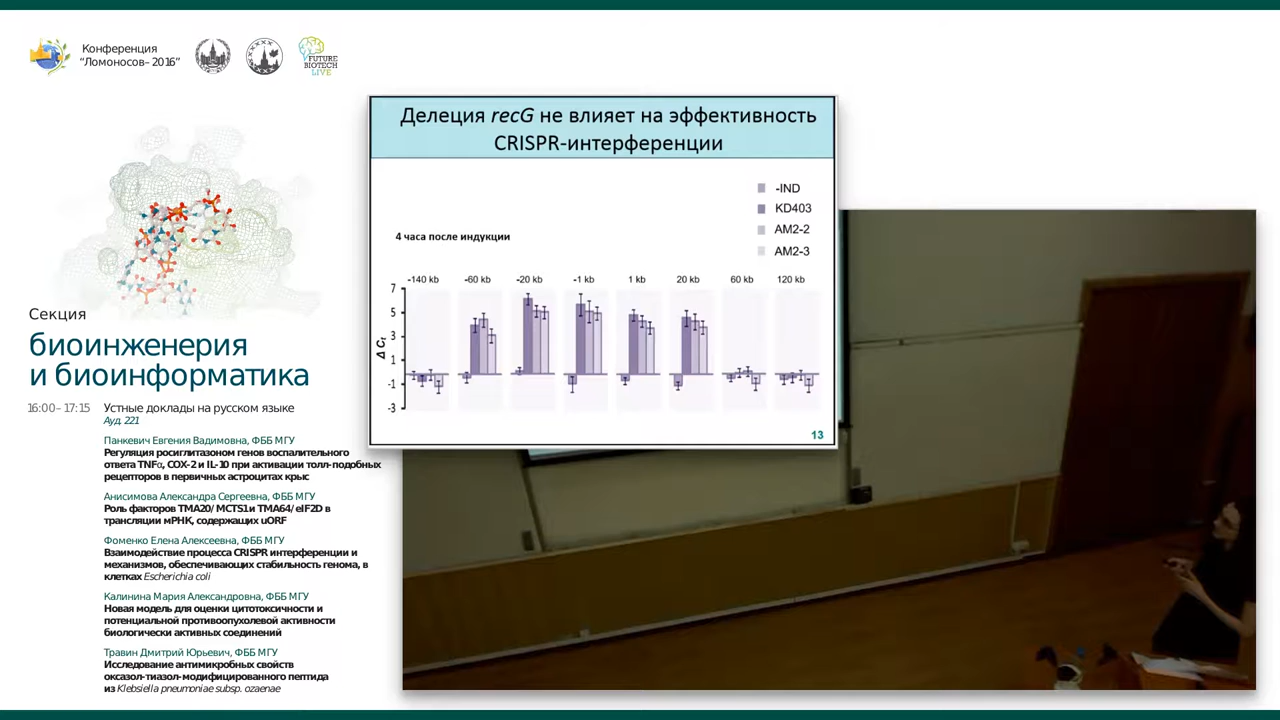 Конференция
“Ломоносов–2016”
FUTURE
BIOTECH
LIVE
Делеция recG не влияет на эффективность
CRISPR-интерференции
-IND
KD403
AM2-2
AM2-3
4 часа после индукции
-140 kb -60 kb -20 kb -1 kb 1 kb 20 kb 60 kb 120 kb
7
5
3
1
-1
-3
Δ Ct
13
Секция
биоинженерия
и биоинформатика
16:00–17:15 Устные доклады на русском языке
Ауд. 221
Панкевич Евгения Вадимовна, ФББ МГУ
Регуляция росиглитазоном генов воспалительного
ответа TNFα, COX-2 и IL-10 при активации толл-подобных
рецепторов в первичных астроцитах крыс
Анисимова Александра Сергеевна, ФББ МГУ
Роль факторов TMA20/MCTS1 и TMA64/eIF2D в
трансляции мРНК, содержащих uORF
Фоменко Елена Алексеевна, ФББ МГУ
Взаимодействие процесса CRISPR интерференции и
механизмов, обеспечивающих стабильность генома, в
клетках Escherichia coli
Калинина Мария Александровна, ФББ МГУ
Новая модель для оценки цитотоксичности и
потенциальной противоопухолевой активности
биологически активных соединений
Травин Дмитрий Юрьевич, ФББ МГУ
Исследование антимикробных свойств
оксазол-тиазол-модифицированного пептида
из Klebsiella pneumoniae subsp. ozaenae